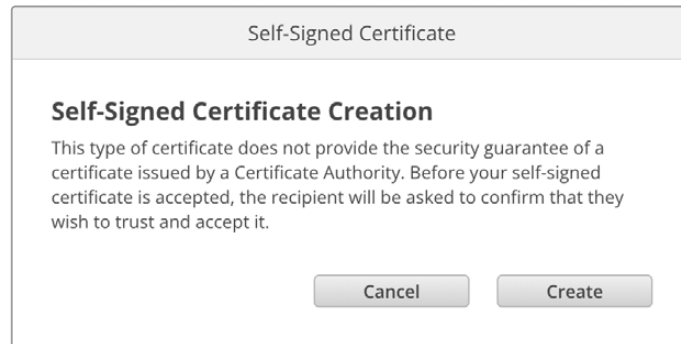 Self-Signed Certificate
Self-Signed Certificate Creation
This type of certificate does not provide the security guarantee of a
certificate issued by a Certificate Authority. Before your self-signed
certificate is accepted, the recipient will be asked to confirm that they
wish to trust and accept it.
Cancel Create